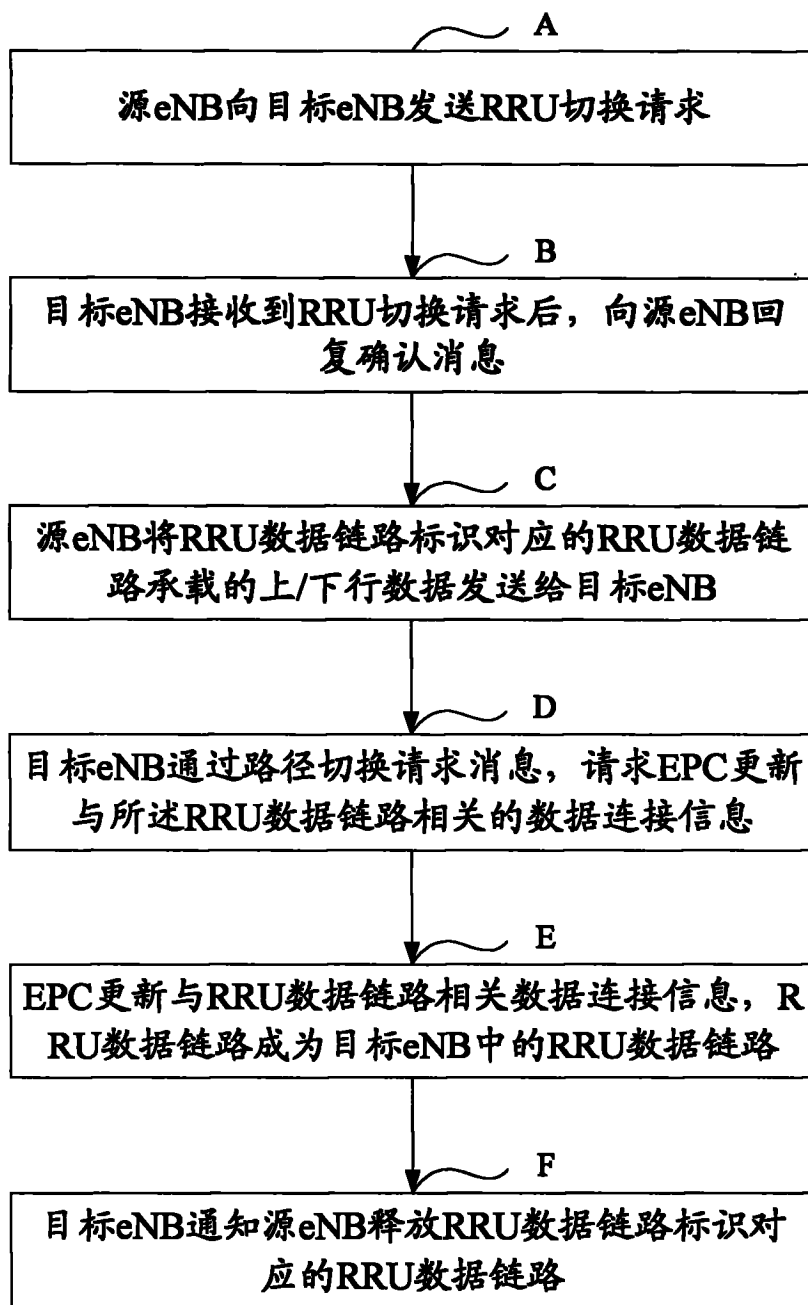 A
源eNB向目标eNB发送RRU切换请求
B
目标eNB接收到RRU切换请求后，向源eNB回
复确认消息
C
源eNB将RRU数据链路标识对应的RRU数据链
路承载的上/下行数据发送给目标eNB
D
目标eNB通过路径切换请求消息，请求EPC更新
与所述RRU数据链路相关的数据连接信息
E
EPC更新与RRU数据链路相关数据连接信息，R
RU数据链路成为目标eNB中的RRU数据链路
F
目标eNB通知源eNB释放RRU数据链路标识对
应的RRU数据链路